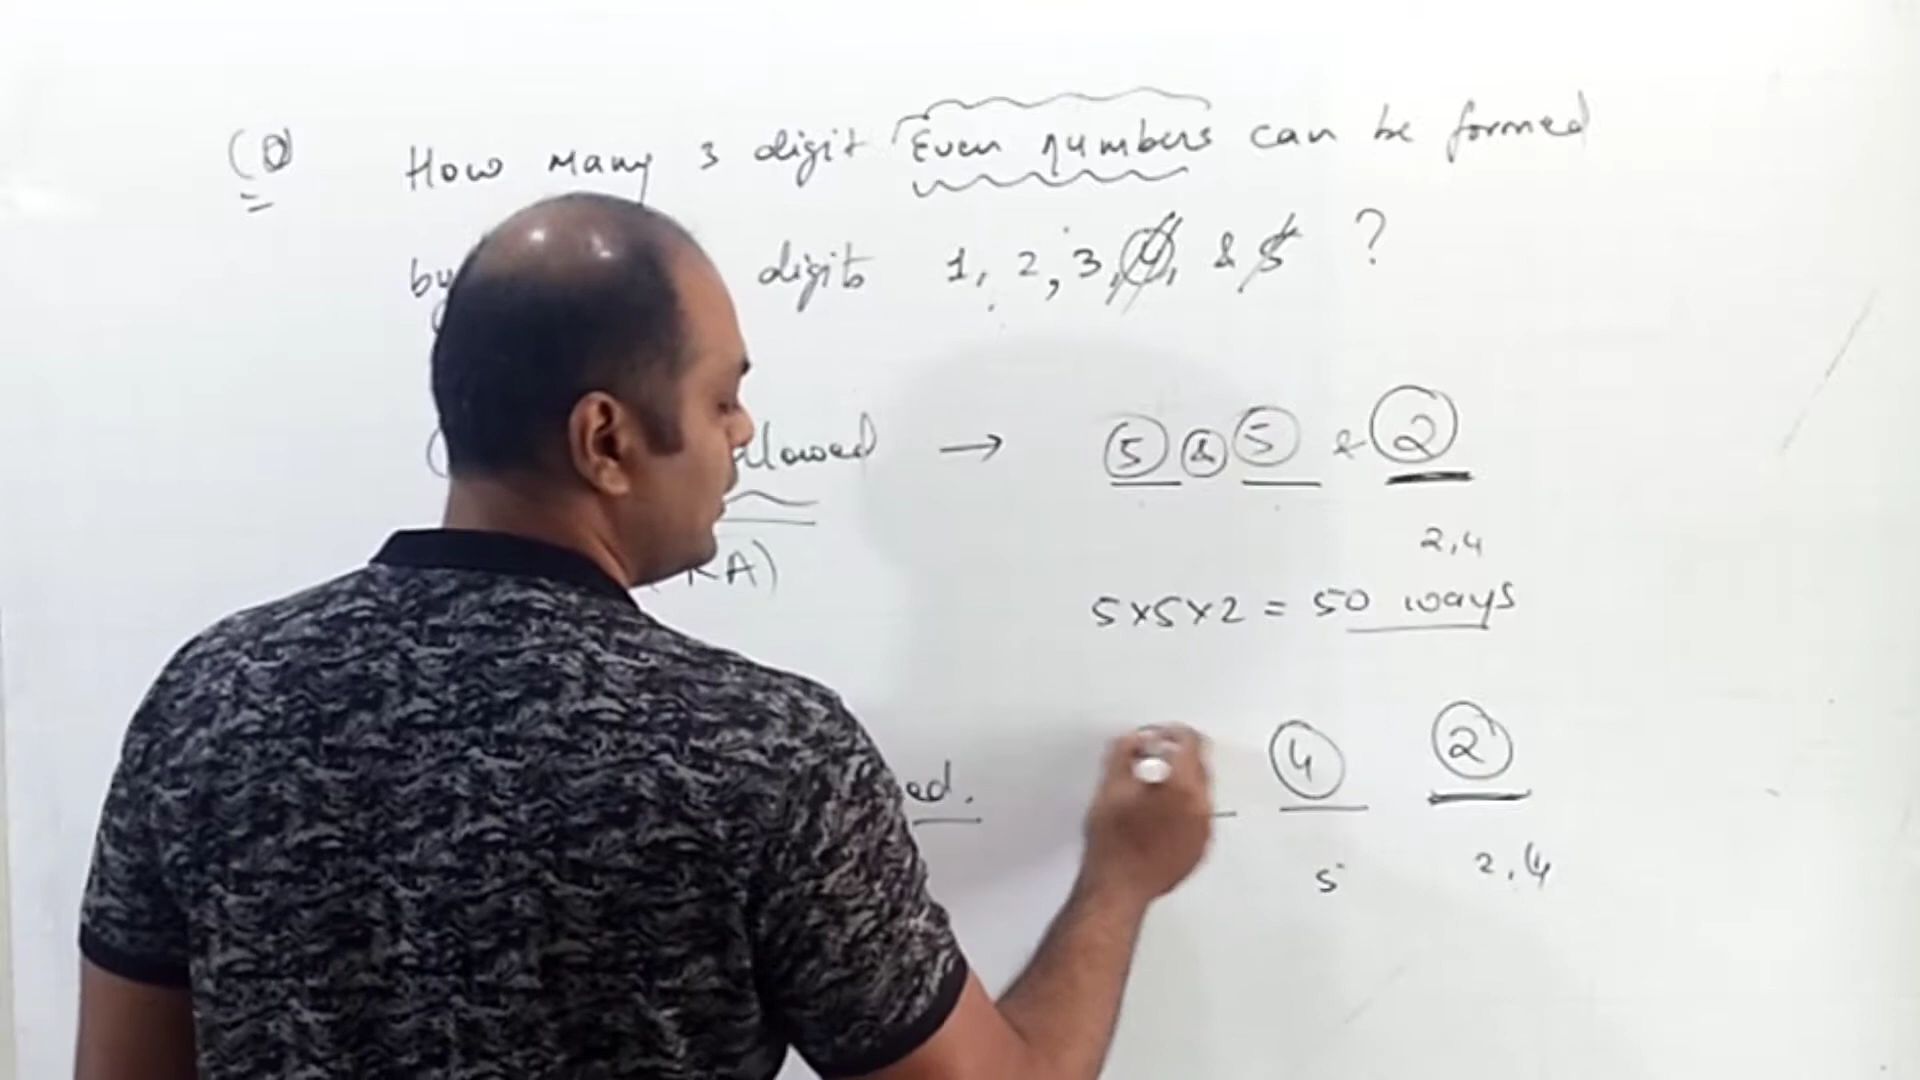 (Q)
How many 3 digit Even numbers can be formed
by digits 1, 2, 3, 4, & 5 ?
→ 5 & 5 & 2
2,4
5×5×2 = 50 ways
4 2
5 2,4